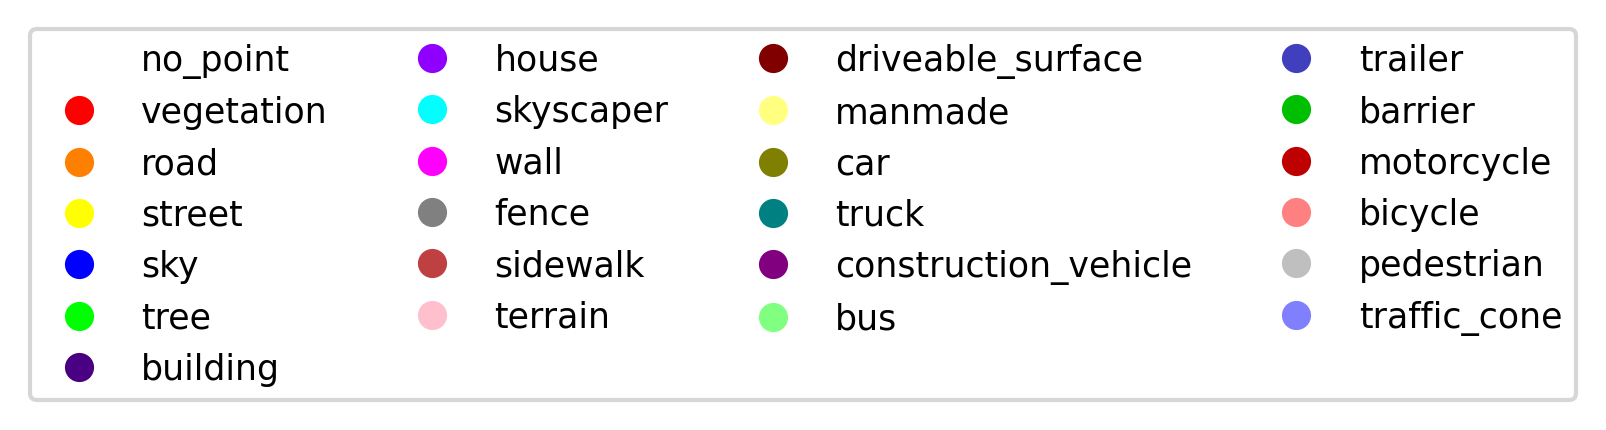 no_point
vegetation
road
street
sky
tree
building
house
skyscaper
wall
fence
sidewalk
terrain
driveable_surface
manmade
car
truck
construction_vehicle
bus
trailer
barrier
motorcycle
bicycle
pedestrian
traffic_cone